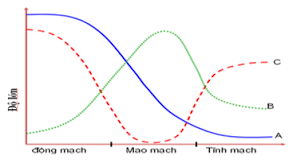 Độ lớn
C
B
A
động mạch
Mao mạch
Tĩnh mạch